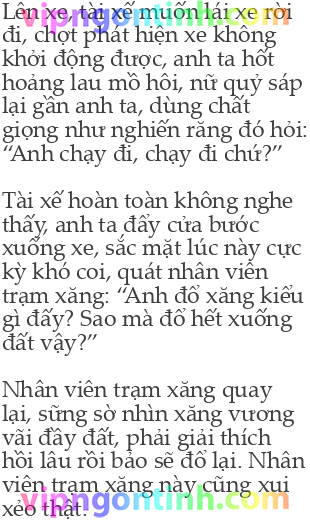 Lên xe, tài xế muốn lái xe rời
đi, chợt phát hiện xe không
khởi động được, anh ta hốt
hoảng lau mồ hôi, nữ quỷ sáp
lại gần anh ta, dùng chất
giọng như nghiến răng đó hỏi:
“Anh chạy đi, chạy đi chứ?”
Tài xế hoàn toàn không nghe
thấy, anh ta đẩy cửa bước
xuống xe, sắc mặt lúc này cực
kỳ khó coi, quát nhân viên
trạm xăng: “Anh đổ xăng kiểu
gì đấy? Sao mà đổ hết xuống
đất vậy?”
Nhân viên trạm xăng quay
lại, sững sờ nhìn xăng vương
vãi đầy đất, phải giải thích
hồi lâu rồi bảo sẽ đổ lại. Nhân
viên trạm xăng này cũng xui
xẻo thật.
vipngontinh.com
vipngontinh.com